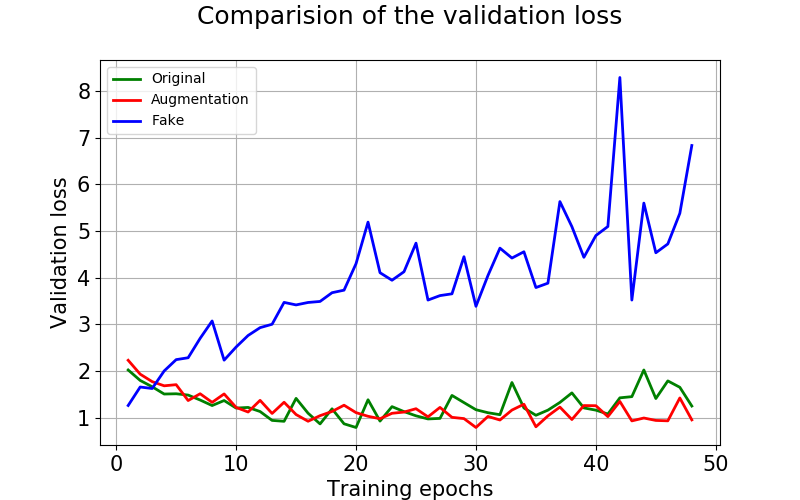 Comparision of the validation loss
Original
Augmentation
Fake
Validation loss
8
7
6
5
4
3
2
1
0 10 20 30 40 50
Training epochs